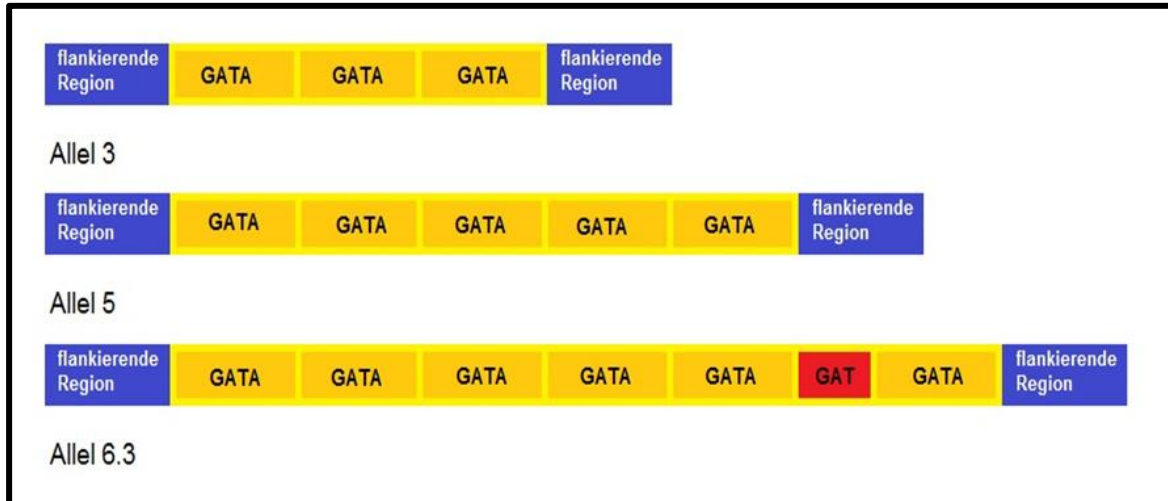 flankierende
Region
GATA GATA GATA
flankierende
Region
Allel 3
flankierende
Region
GATA GATA GATA GATA GATA
flankierende
Region
Allel 5
flankierende
Region
GATA GATA GATA GATA GATA GAT GATA
flankierende
Region
Allel 6.3